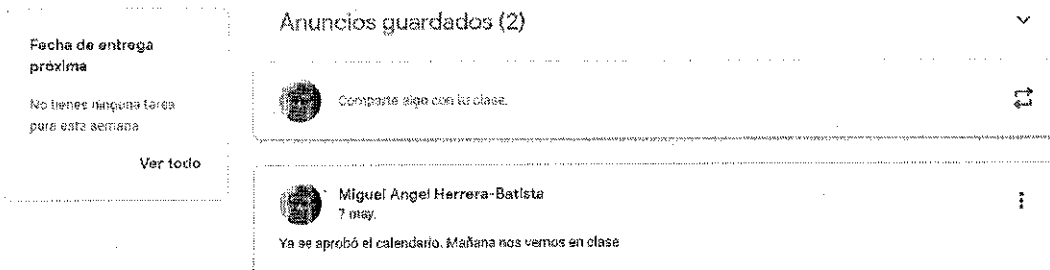 Anuncios guardados (2)
Fecha de entrega
próxima
No tienes ninguna tarea
para esta semana
Ver todo
Comparte algo con tu clase.
Miguel Angel Herrera-Batista
7 may.
Ya se aprobó el calendario. Mañana nos vemos en clase